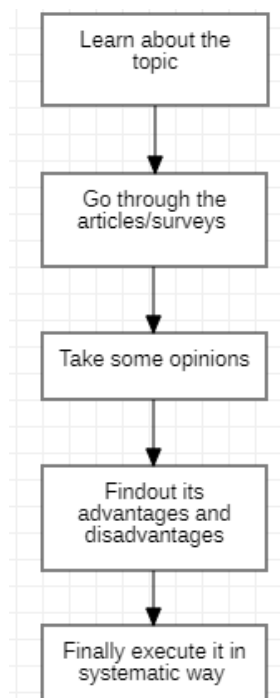 Learn about the
topic
Go through the
articles/surveys
Take some opinions
Findout its
advantages and
disadvantages
Finally execute it in
systematic way